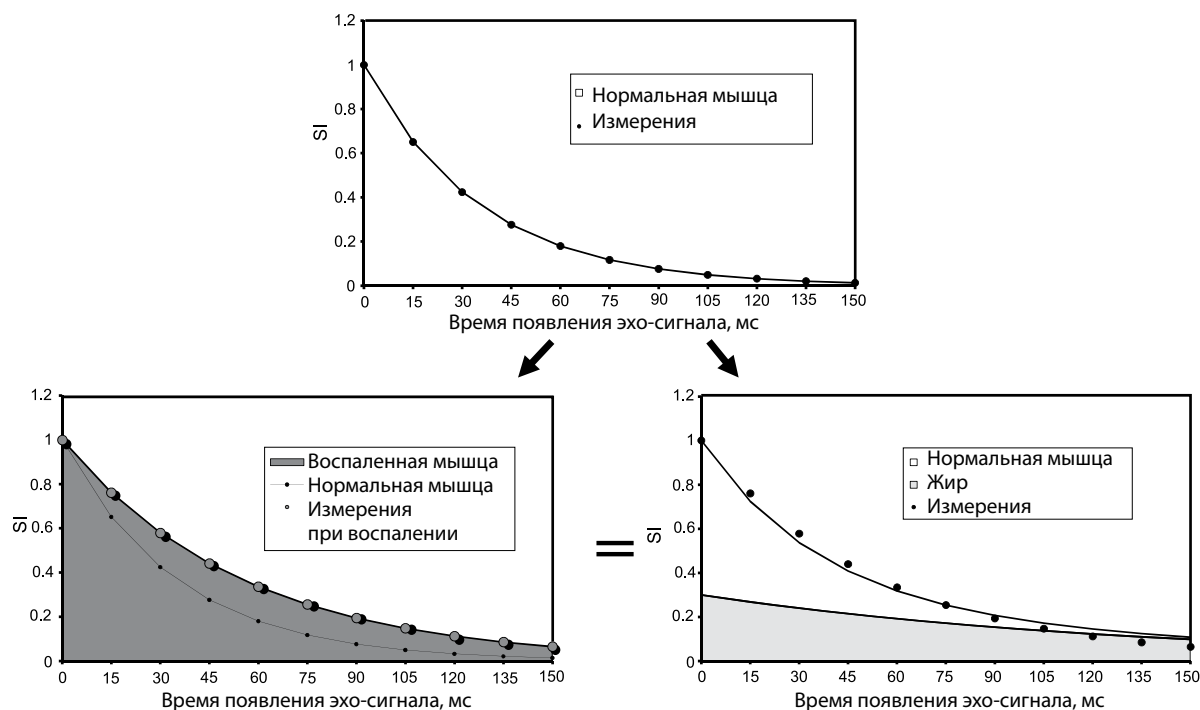 1.2
1
0.8
0.6
0.4
0.2
0
SI
Нормальная мышца
Измерения
0 15 30 45 60 75 90 105 120 135 150
Время появления эхо-сигнала, мс
1.2
1
0.8
0.6
0.4
0.2
0
SI
Воспаленная мышца
Нормальная мышца
Измерения
при воспалении
0 15 30 45 60 75 90 105 120 135 150
Время появления эхо-сигнала, мс
=
1.2
1
0.8
0.6
0.4
0.2
0
SI
Нормальная мышца
Жир
Измерения
0 15 30 45 60 75 90 105 120 135 150
Время появления эхо-сигнала, мс